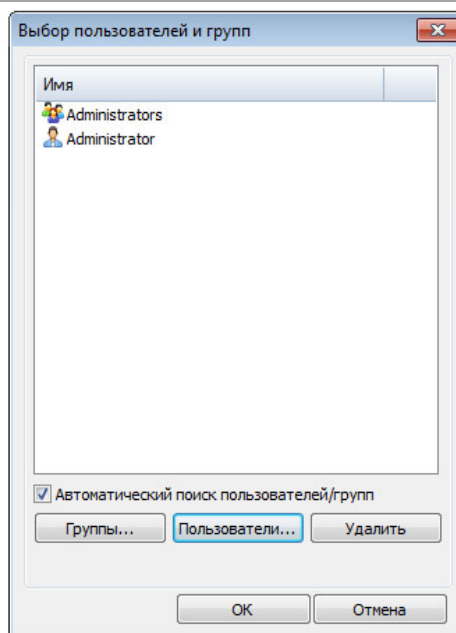 Выбор пользователей и групп
Имя
Administrators
Administrator
Автоматический поиск пользователей/групп
Группы... Пользователи... Удалить
OK Отмена